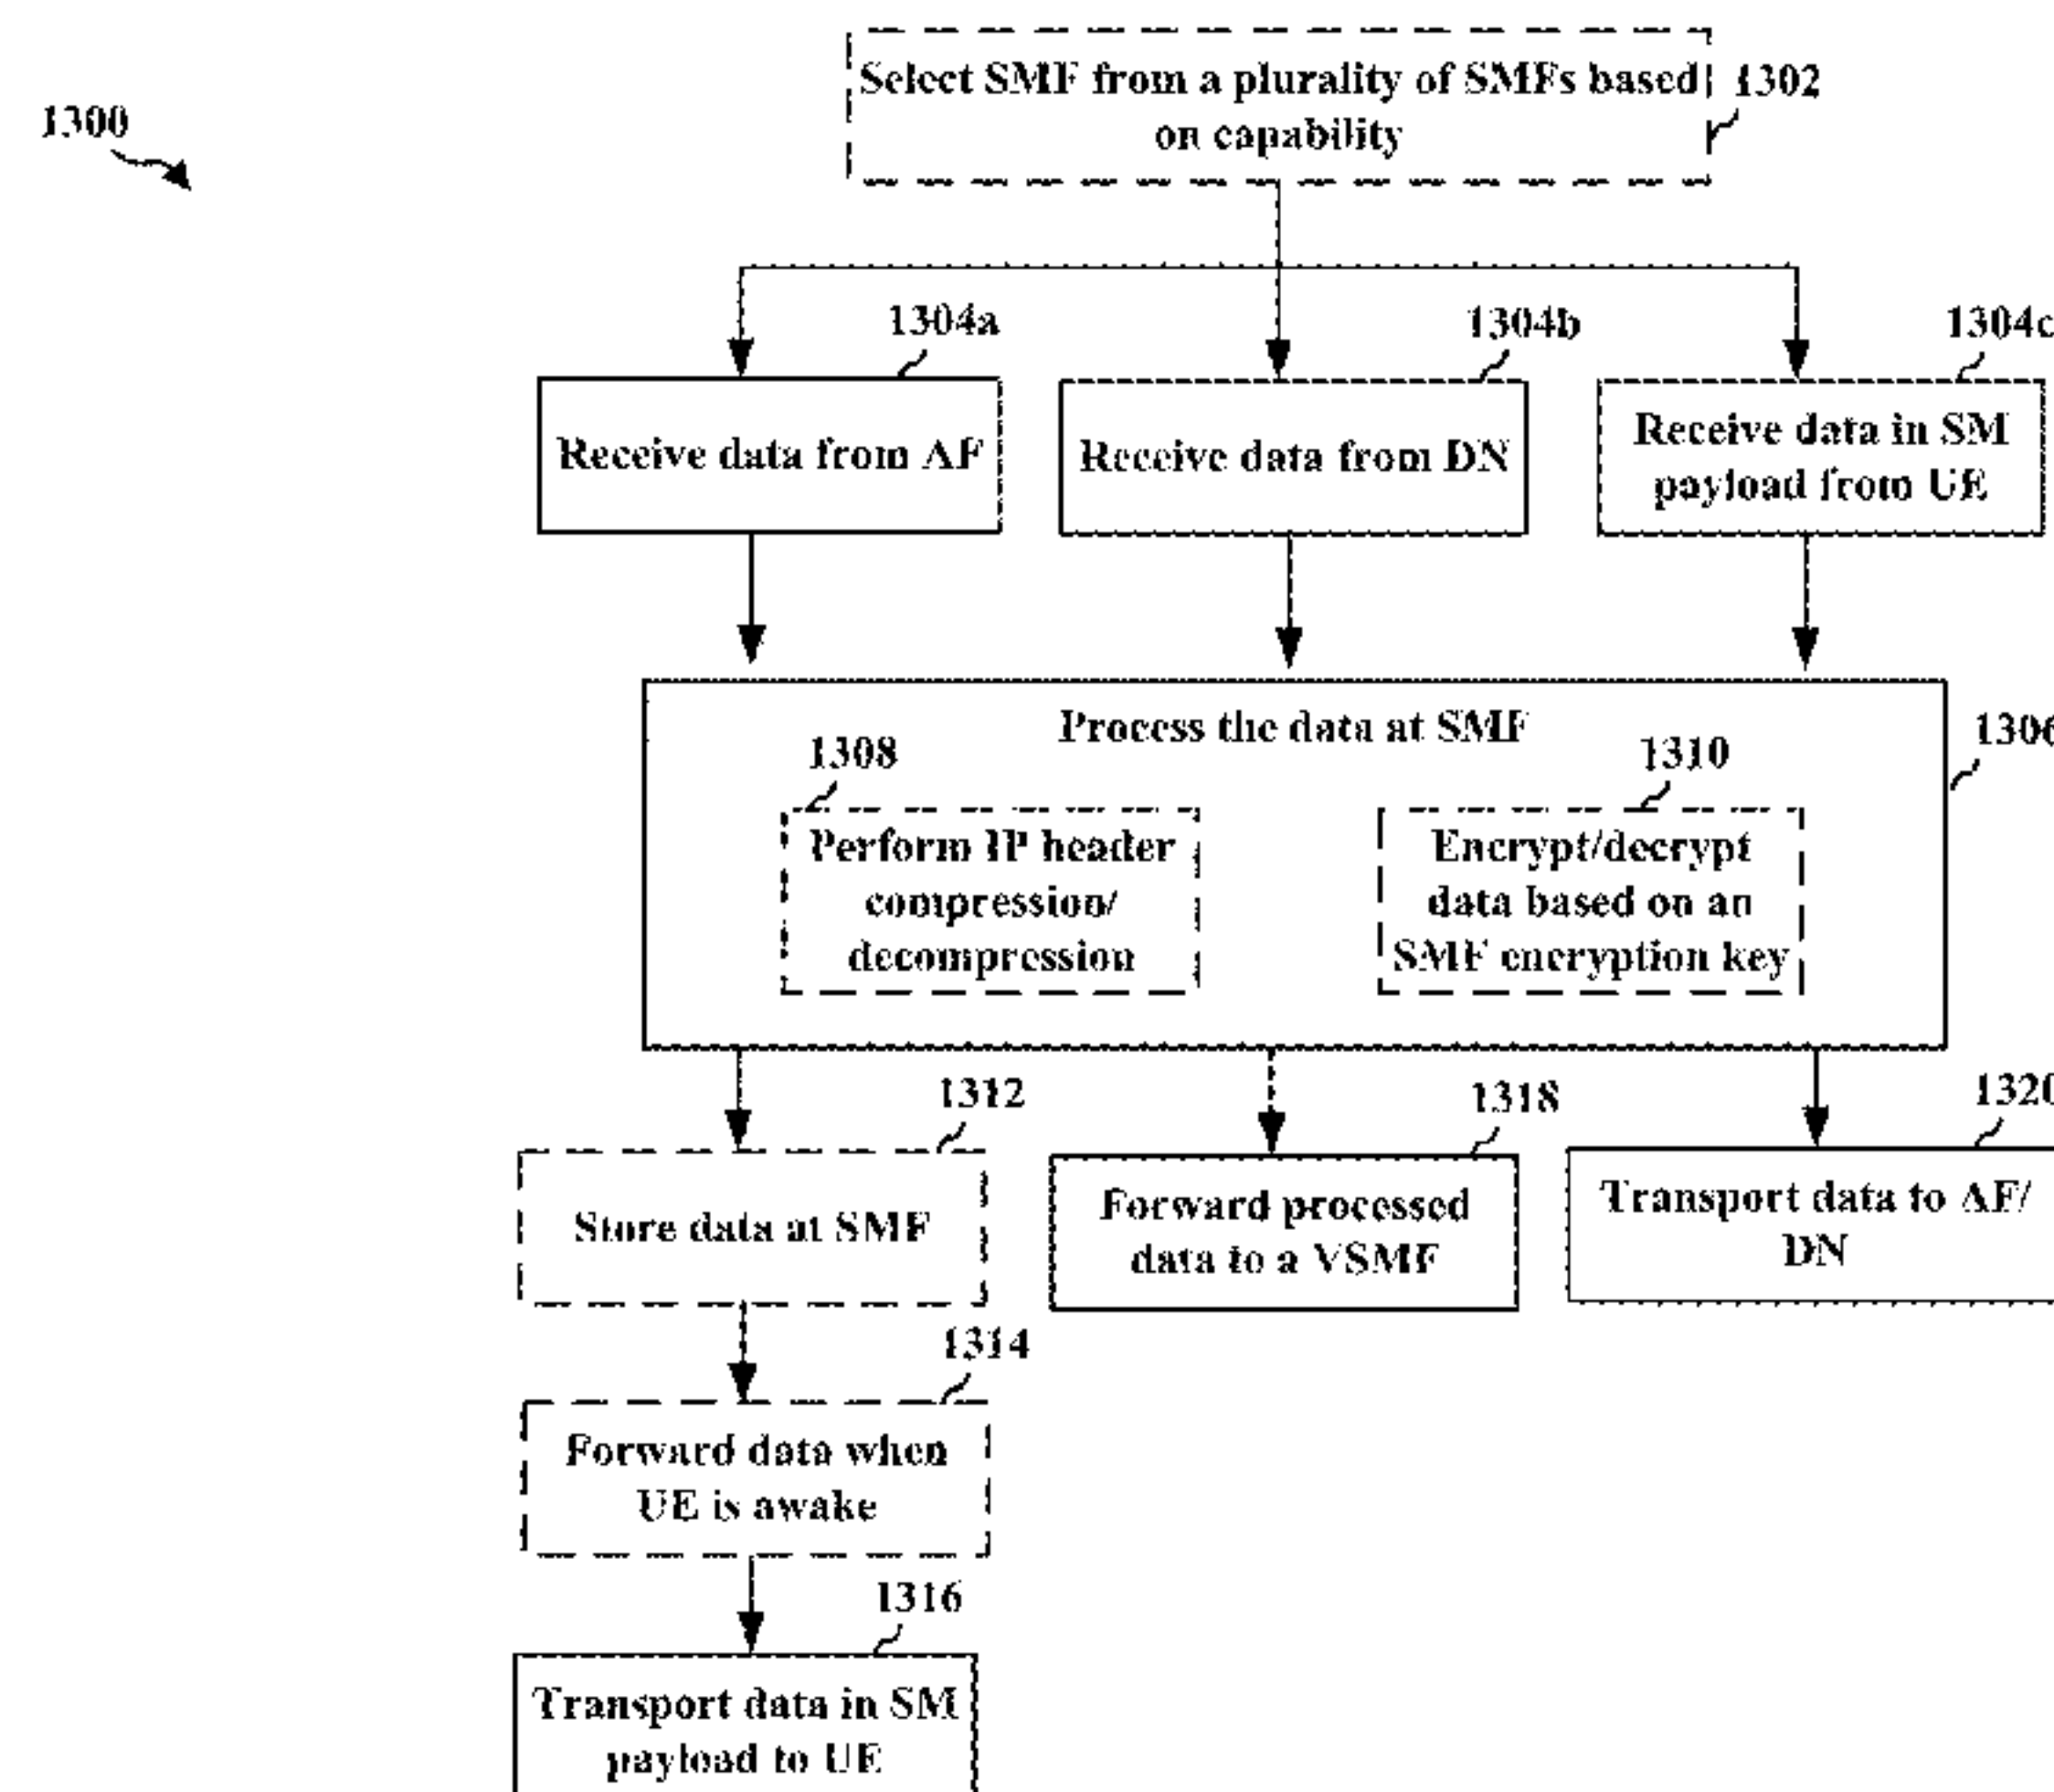 1300
Select SMF from a plurality of SMFs based
on capability
1302
1304a
1304b
1304c
Receive data from AF
Receive data from DN
Receive data in SM
payload from UE
Process the data at SMF
1306
1308
1310
Perform IP header
compression/
decompression
Encrypt/decrypt
data based on an
SMF encryption key
1312
1318
1320
Store data at SMF
Forward processed
data to a VSMF
Transport data to AF/
DN
1314
Forward data when
UE is awake
1316
Transport data in SM
payload to UE